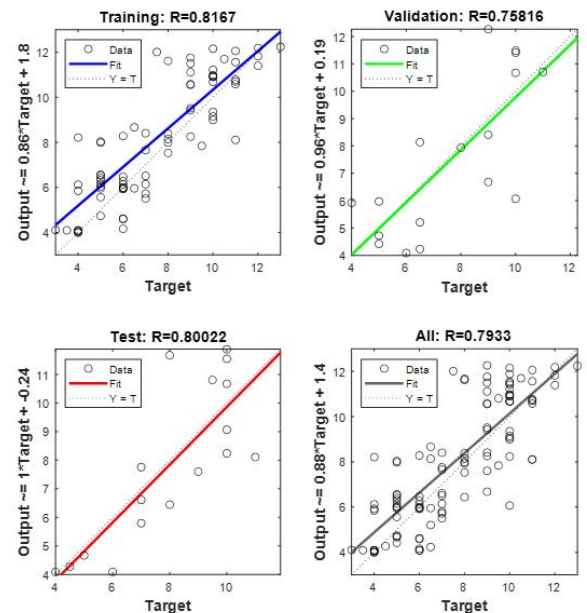 Training: R=0.8167
Output ~= 0.86*Target + 1.8
12
10
8
6
4
Data
Fit
Y = T
4 6 8 10 12
Target
Validation: R=0.75816
Output ~= 0.96*Target + 0.19
12
11
10
9
8
7
6
5
4
Data
Fit
Y = T
4 6 8 10
Target
Test: R=0.80022
Output ~= 1*Target + -0.24
11
10
9
8
7
6
5
4
Data
Fit
Y = T
4 6 8 10
Target
All: R=0.7933
Output ~= 0.88*Target + 1.4
12
10
8
6
4
Data
Fit
Y = T
4 6 8 10 12
Target